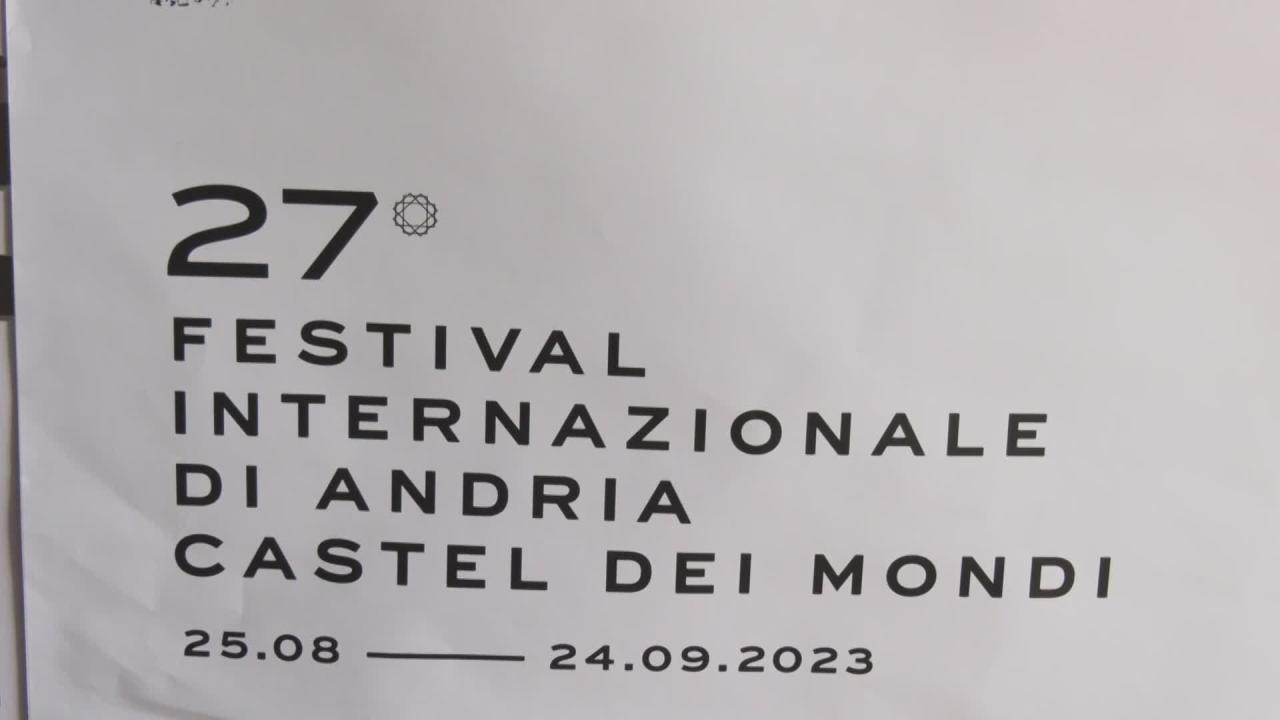 27°
FESTIVAL
INTERNAZIONALE
DI ANDRIA
CASTEL DEI MONDI
25.08 — 24.09.2023